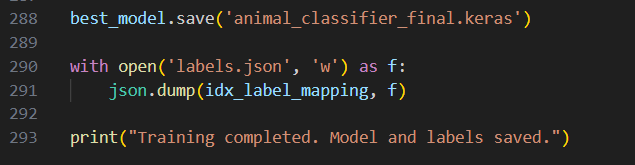 288 best_model.save('animal_classifier_final.keras')
289
290 with open('labels.json', 'w') as f:
291     json.dump(idx_label_mapping, f)
292
293 print("Training completed. Model and labels saved.")